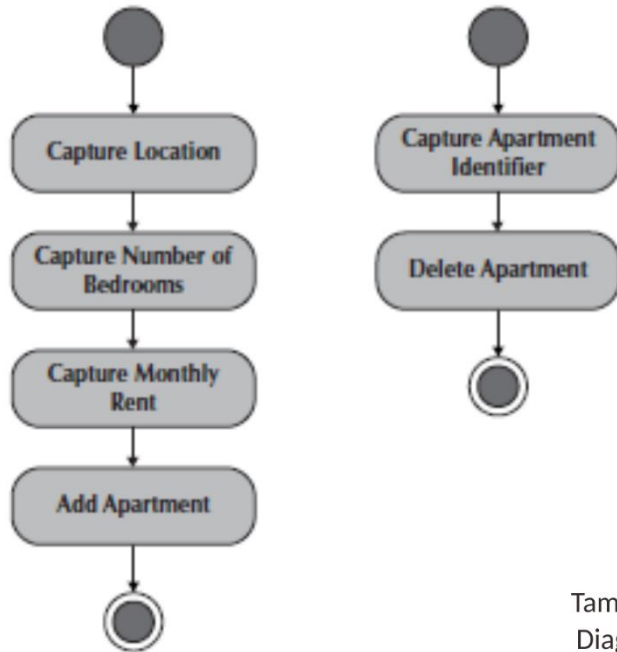 Capture Location
Capture Number of
Bedrooms
Capture Monthly
Rent
Add Apartment
Capture Apartment
Identifier
Delete Apartment